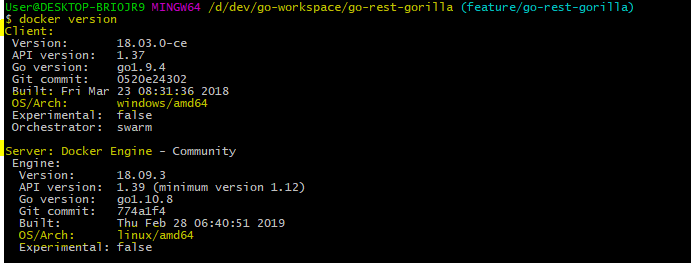 User@DESKTOP-BRIOJR9 MINGW64 /d/dev/go-workspace/go-rest-gorilla (feature/go-rest-gorilla)
$ docker version
Client:
 Version:       18.03.0-ce
 API version:   1.37
 Go version:    go1.9.4
 Git commit:    0520e24302
 Built: Fri Mar 23 08:31:36 2018
 OS/Arch:       windows/amd64
 Experimental:  false
 Orchestrator:  swarm

Server: Docker Engine - Community
 Engine:
  Version:      18.09.3
  API version:  1.39 (minimum version 1.12)
  Go version:   go1.10.8
  Git commit:   774a1f4
  Built:        Thu Feb 28 06:40:51 2019
  OS/Arch:      linux/amd64
  Experimental: false